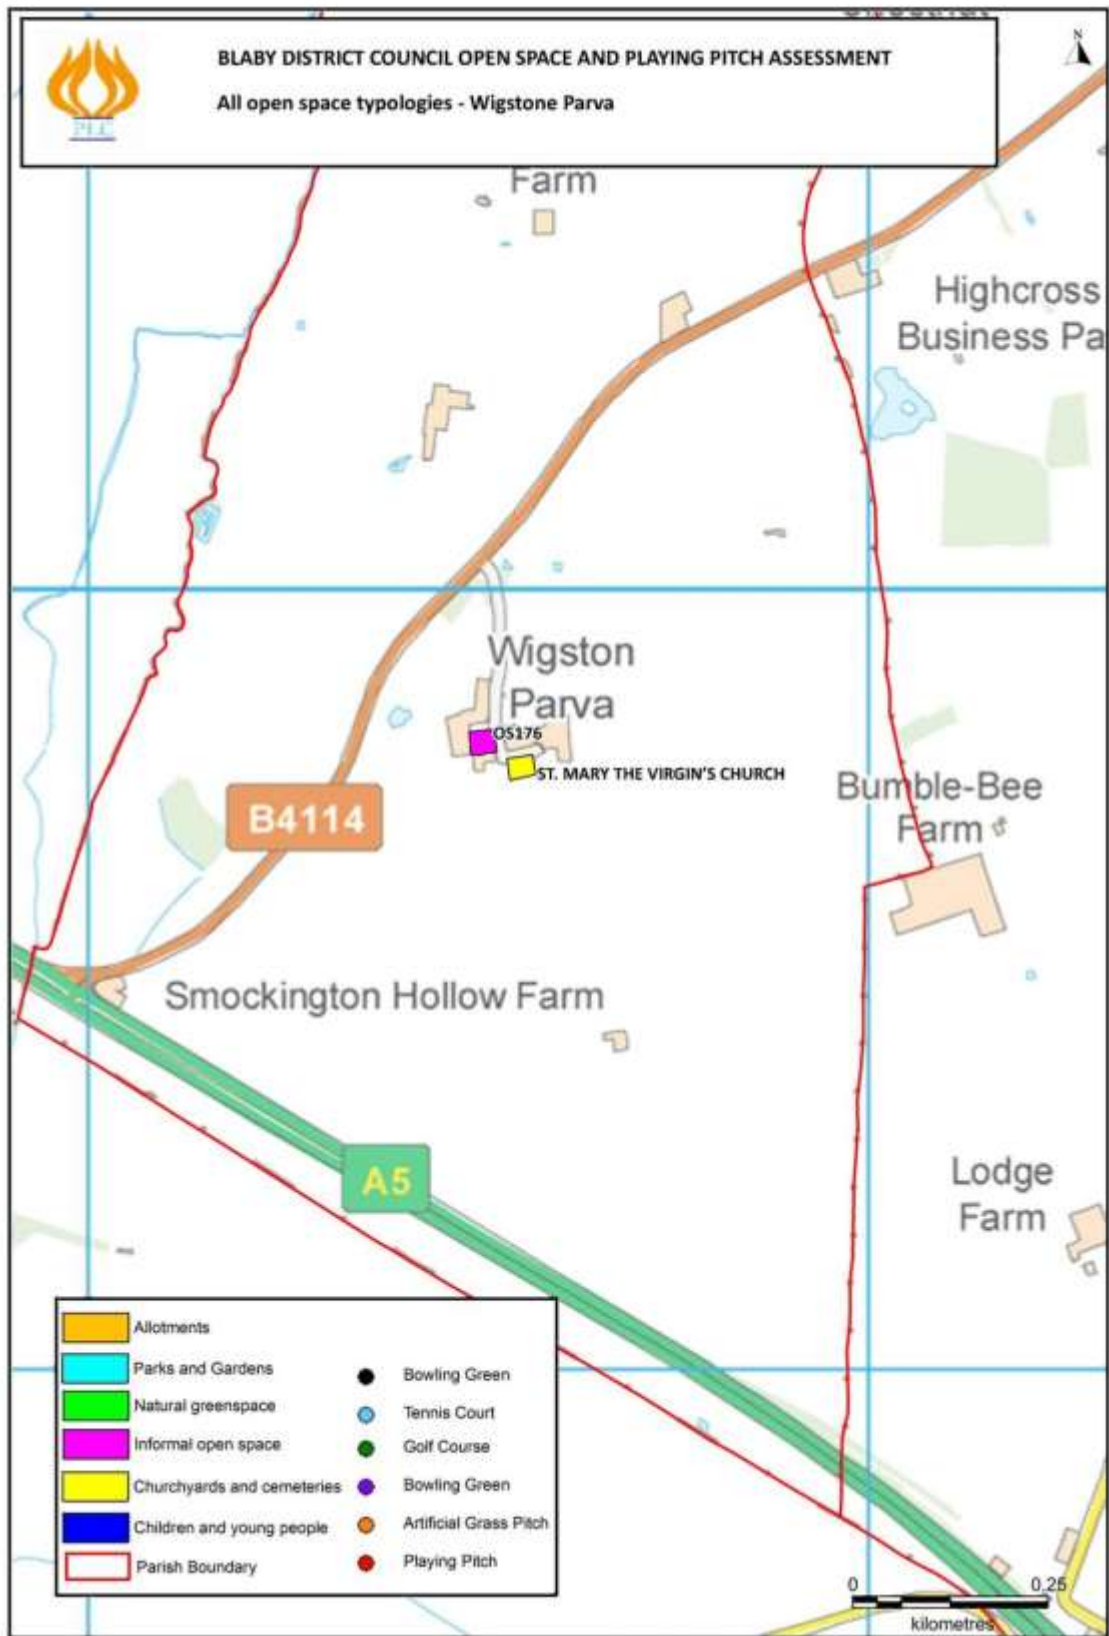 BLABY DISTRICT COUNCIL OPEN SPACE AND PLAYING PITCH ASSESSMENT
All open space typologies - Wigstone Parva
PLC
N
Farm
Highcross
Business Pa
Wigston
Parva
OS176
ST. MARY THE VIRGIN'S CHURCH
B4114
Bumble-Bee
Farm
Smockington Hollow Farm
A5
Lodge
Farm
Allotments
Parks and Gardens
Natural greenspace
Informal open space
Churchyards and cemeteries
Children and young people
Parish Boundary
Bowling Green
Tennis Court
Golf Course
Bowling Green
Artificial Grass Pitch
Playing Pitch
0 0.25
kilometres